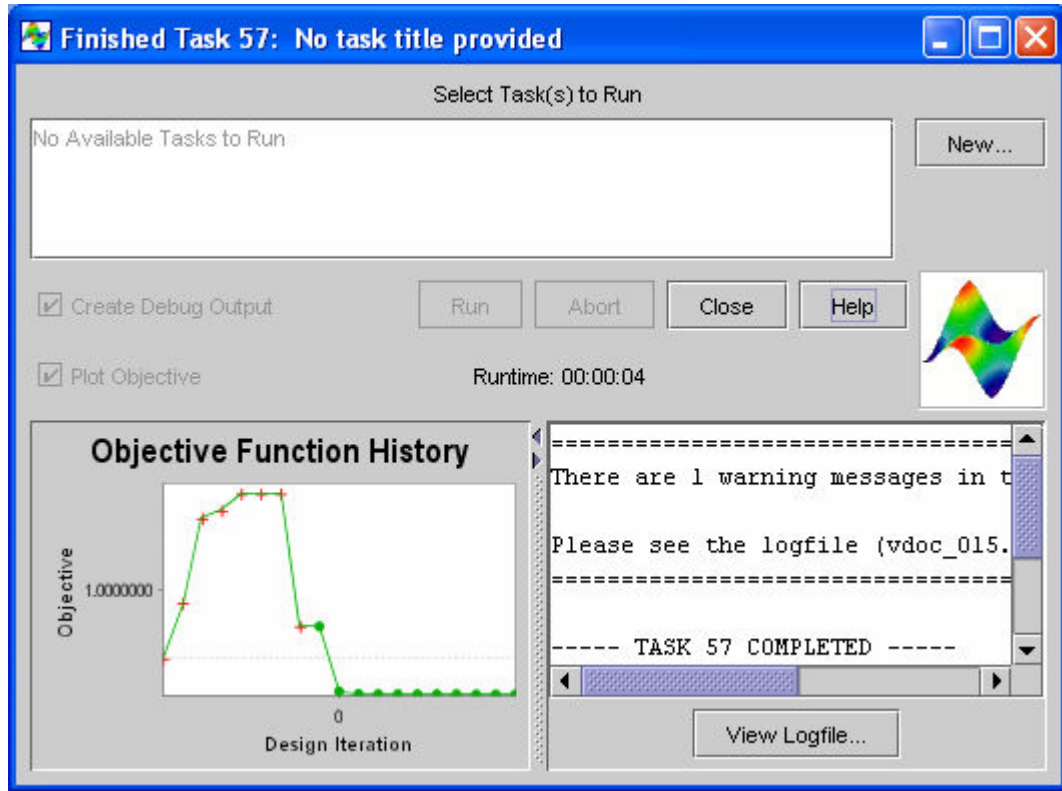 Finished Task 57: No task title provided
Select Task(s) to Run
No Available Tasks to Run
New...
Create Debug Output
Run
Abort
Close
Help
Plot Objective
Runtime: 00:00:04
Objective Function History
Objective
1.0000000
0
Design Iteration
=================================
There are 1 warning messages in t
Please see the logfile (vdoc_015.
=================================
----- TASK 57 COMPLETED -----
View Logfile...